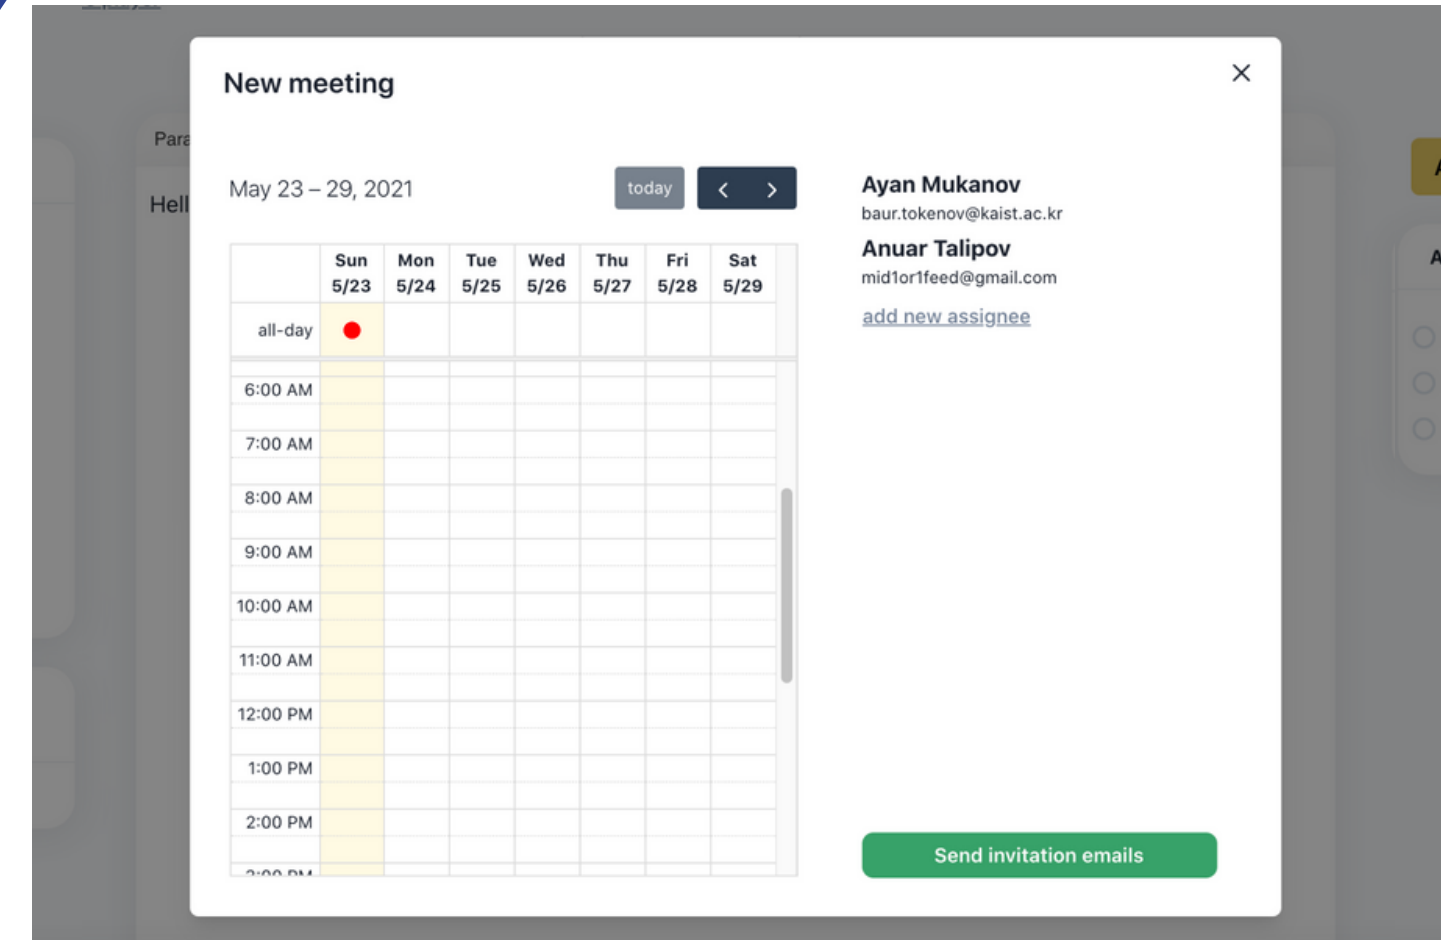 New meeting
Para
Hell
May 23 – 29, 2021
today
Sun Mon Tue Wed Thu Fri Sat
5/23 5/24 5/25 5/26 5/27 5/28 5/29
all-day
6:00 AM
7:00 AM
8:00 AM
9:00 AM
10:00 AM
11:00 AM
12:00 PM
1:00 PM
2:00 PM
Ayan Mukanov
baur.tokenov@kaist.ac.kr
Anuar Talipov
mid1or1feed@gmail.com
add new assignee
Send invitation emails